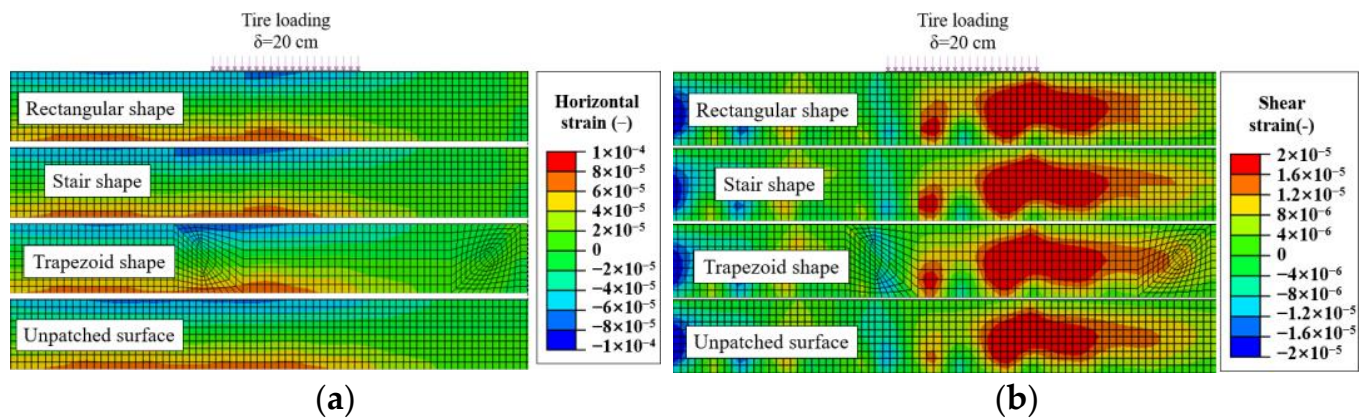 Tire loading
δ=20 cm
Rectangular shape
Stair shape
Trapezoid shape
Unpatched surface
Horizontal
strain (−)
1×10⁻⁴
8×10⁻⁵
6×10⁻⁵
4×10⁻⁵
2×10⁻⁵
0
−2×10⁻⁵
−4×10⁻⁵
−6×10⁻⁵
−8×10⁻⁵
−1×10⁻⁴
(a)
Tire loading
δ=20 cm
Rectangular shape
Stair shape
Trapezoid shape
Unpatched surface
Shear
strain(-)
2×10⁻⁵
1.6×10⁻⁵
1.2×10⁻⁵
8×10⁻⁶
4×10⁻⁶
0
−4×10⁻⁶
−8×10⁻⁶
−1.2×10⁻⁵
−1.6×10⁻⁵
−2×10⁻⁵
(b)